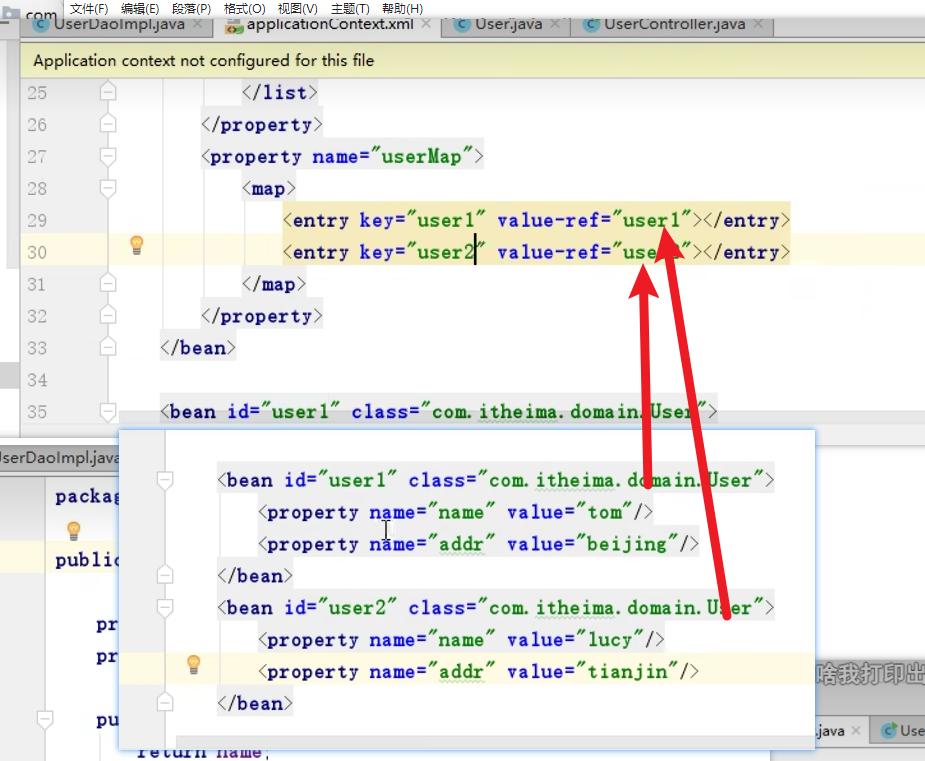 文件(F) 编辑(E) 段落(P) 格式(O) 视图(V) 主题(T) 帮助(H)
com
UserDaoImpl.java applicationContext.xml User.java UserController.java
Application context not configured for this file
25 </list>
26 </property>
27 <property name="userMap">
28 <map>
29 <entry key="user1" value-ref="user1"></entry>
30 <entry key="user2" value-ref="user2"></entry>
31 </map>
32 </property>
33 </bean>
34
35 <bean id="user1" class="com.itheima.domain.User">
UserDaoImpl.java
packag
public
pr
pr
pu
return name;
<bean id="user1" class="com.itheima.domain.User">
<property name="name" value="tom"/>
<property name="addr" value="beijing"/>
</bean>
<bean id="user2" class="com.itheima.domain.User">
<property name="name" value="lucy"/>
<property name="addr" value="tianjin"/>
</bean>
啥我打印出
.java Use